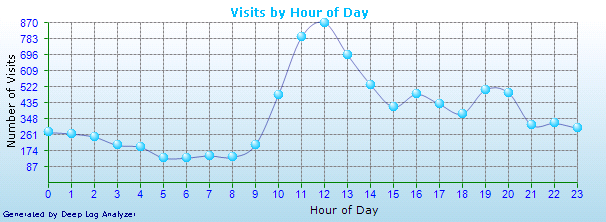 Visits by Hour of Day
Number of Visits
870
783
696
609
522
435
348
261
174
87
0 1 2 3 4 5 6 7 8 9 10 11 12 13 14 15 16 17 18 19 20 21 22 23
Hour of Day
Generated by Deep Log Analyzer